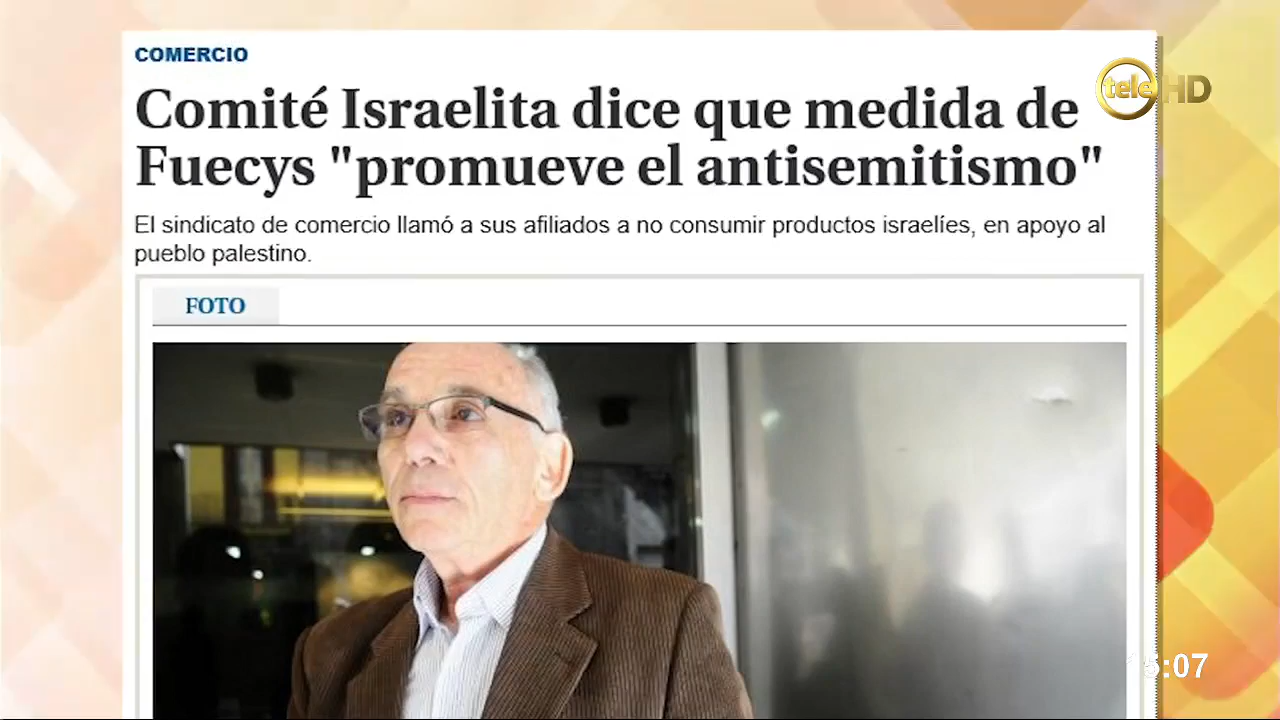 COMERCIO
tele HD
Comité Israelita dice que medida de
Fuecys "promueve el antisemitismo"
El sindicato de comercio llamó a sus afiliados a no consumir productos israelíes, en apoyo al
pueblo palestino.
FOTO
15:07